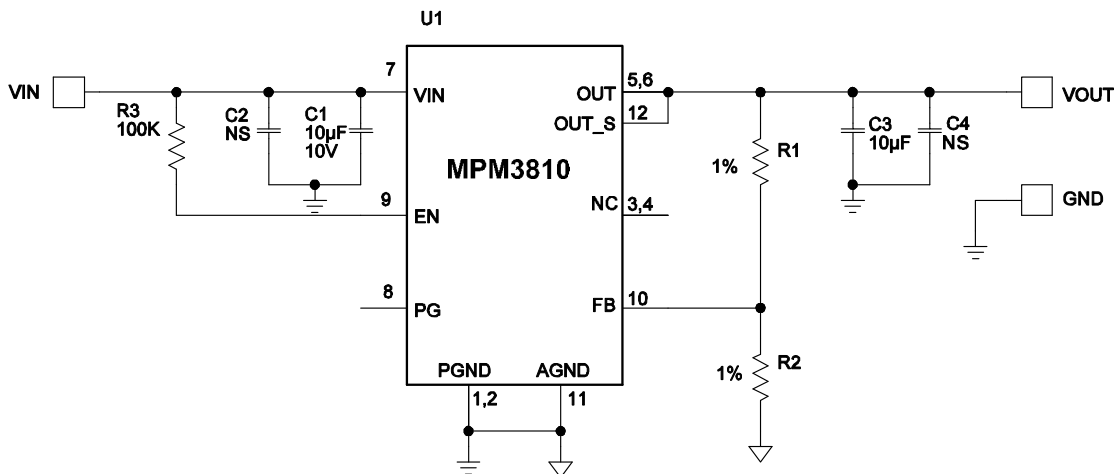 U1
VIN
7
VIN
R3
100K
C2
NS
C1
10µF
10V
9
EN
8
PG
MPM3810
OUT
5,6
OUT_S
12
NC
3,4
FB
10
PGND
1,2
AGND
11
R1
1%
R2
1%
C3
10µF
C4
NS
VOUT
GND